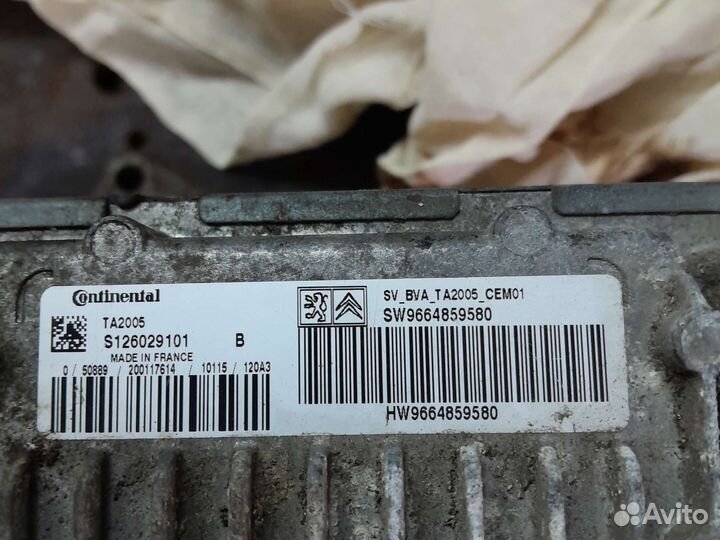 Continental
TA2005
S126029101 B
MADE IN FRANCE
0 / 50889 / 200117614 / 10115 / 120A3
SV_BVA_TA2005_CEM01
SW9664859580
HW9664859580
Avito